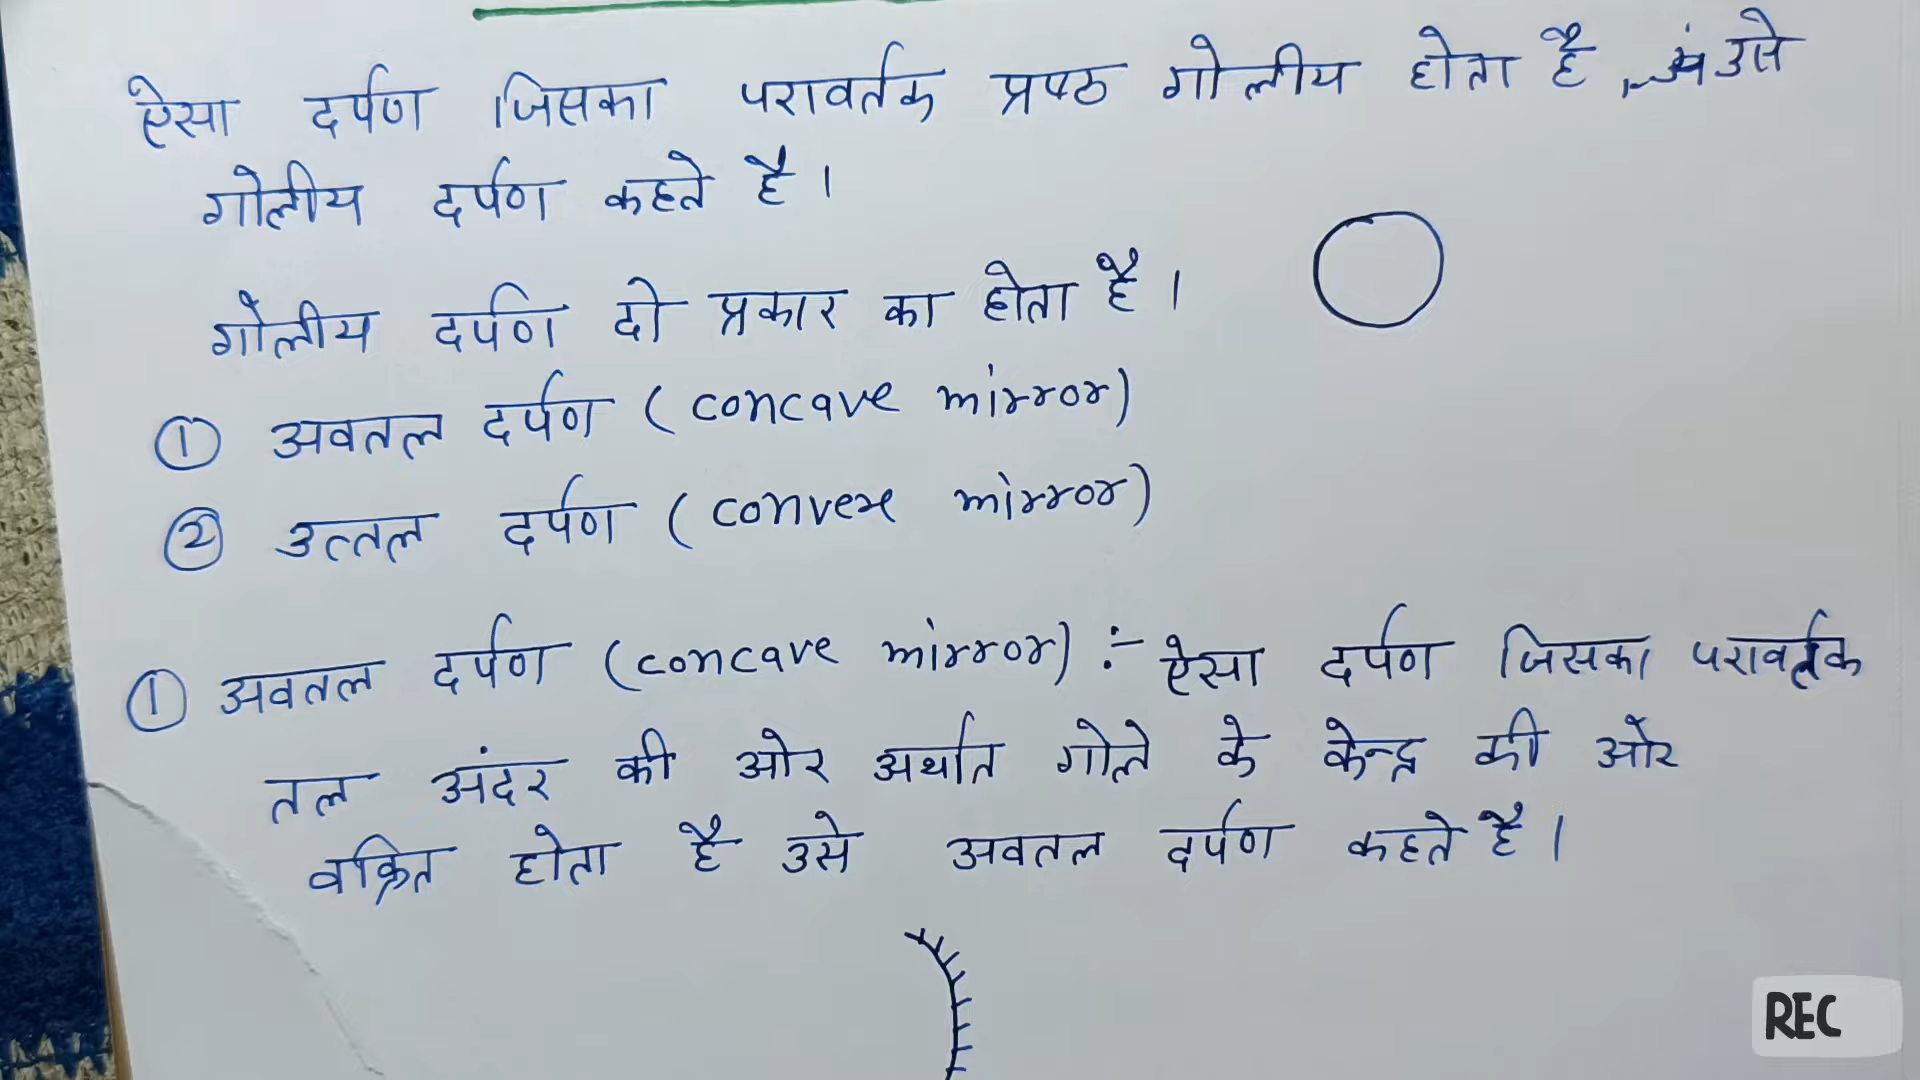 ऐसा दर्पण जिसका परावर्तक प्रष्ठ गोलीय होता है, उसे
गोलीय दर्पण कहते है।
गोलीय दर्पण दो प्रकार का होता है।
① अवतल दर्पण (concave mirror)
② उत्तल दर्पण (convex mirror)
① अवतल दर्पण (concave mirror) :- ऐसा दर्पण जिसका परावर्तक
तल अंदर की ओर अर्थात गोले के केन्द्र की ओर
वक्रित होता है उसे अवतल दर्पण कहते है।
REC